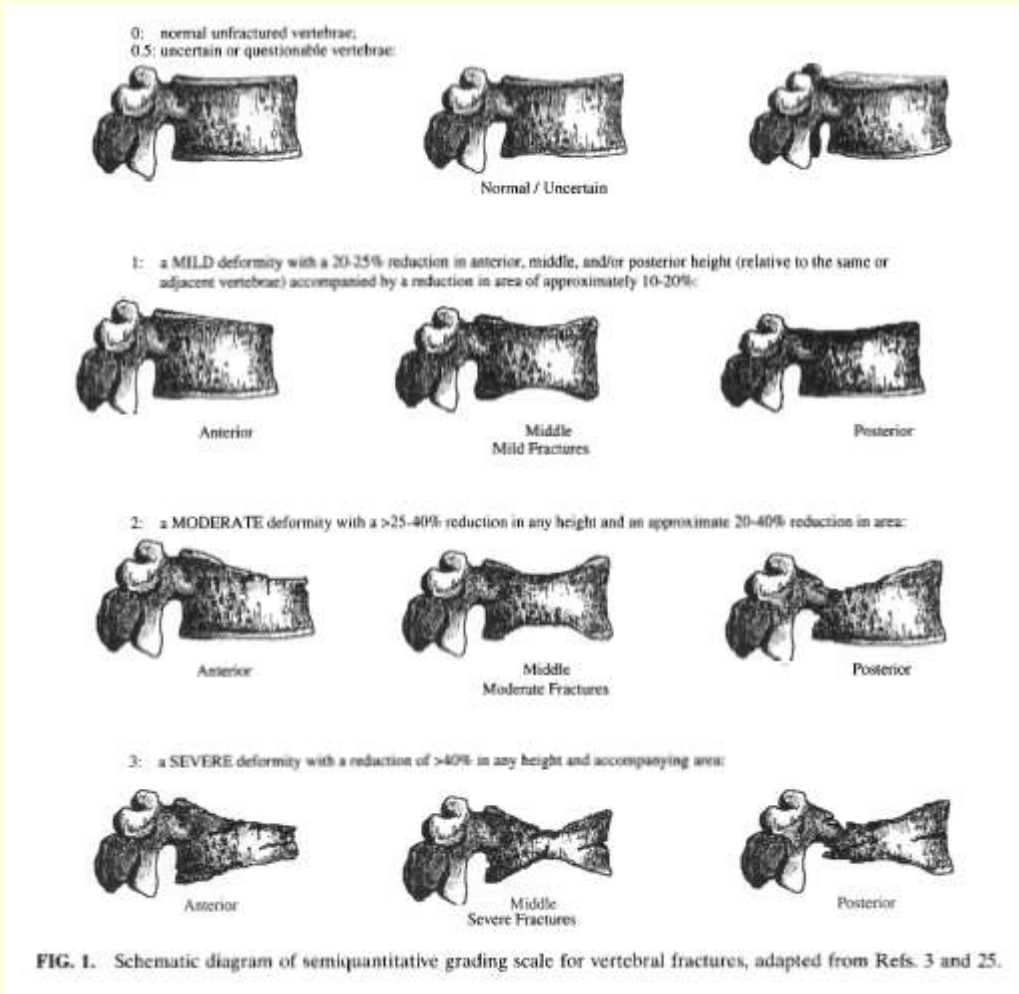 0: normal unfractured vertebrae;
0.5: uncertain or questionable vertebrae:
Normal / Uncertain
1: a MILD deformity with a 20-25% reduction in anterior, middle, and/or posterior height (relative to the same or
adjacent vertebrae) accompanied by a reduction in area of approximately 10-20%:
Anterior
Middle
Posterior
Mild Fractures
2: a MODERATE deformity with a >25-40% reduction in any height and an approximate 20-40% reduction in area:
Anterior
Middle
Posterior
Moderate Fractures
3: a SEVERE deformity with a reduction of >40% in any height and accompanying area:
Anterior
Middle
Posterior
Severe Fractures
FIG. 1. Schematic diagram of semiquantitative grading scale for vertebral fractures, adapted from Refs. 3 and 25.